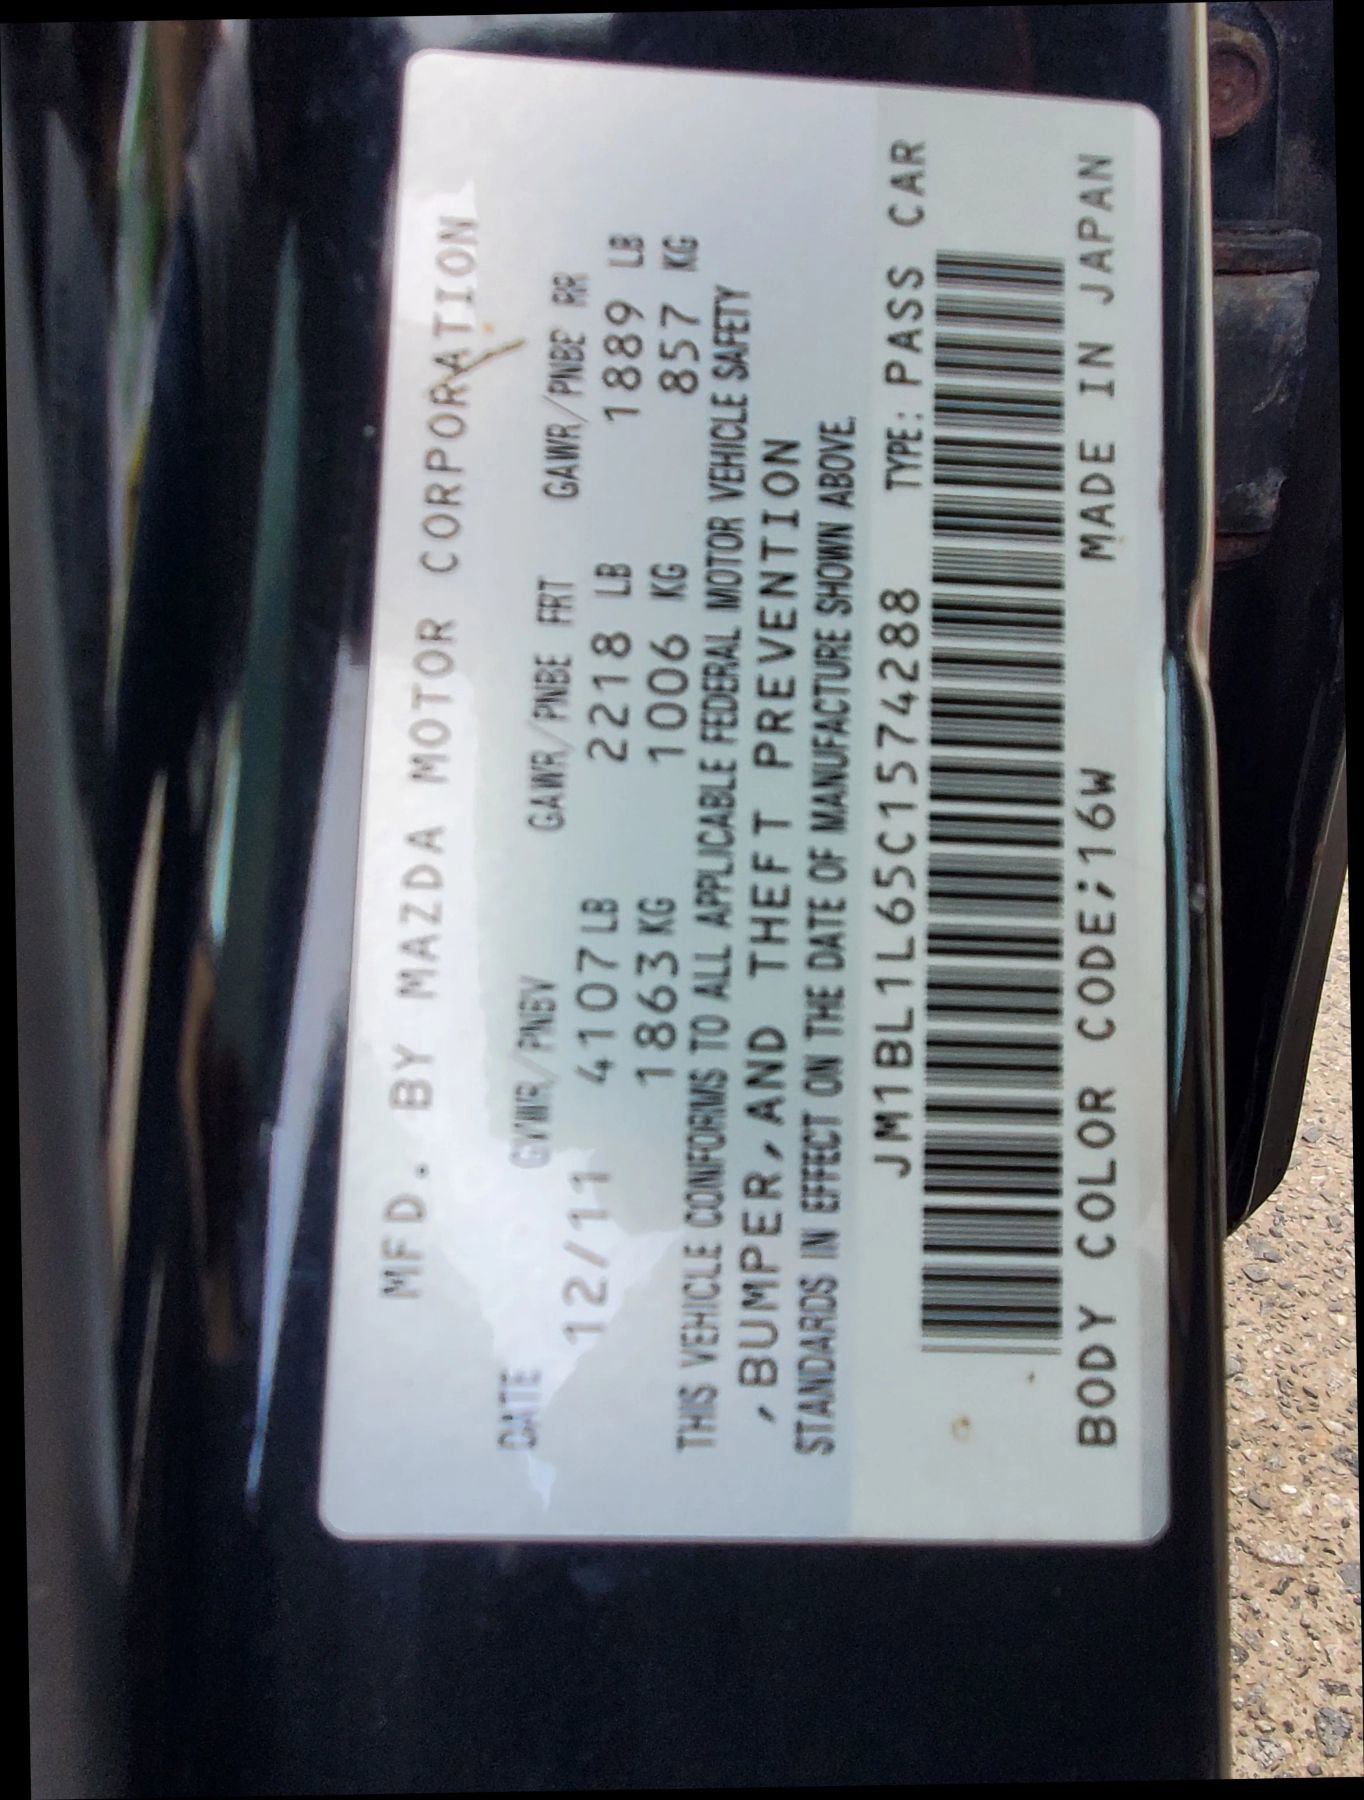 MFD. BY MAZDA MOTOR CORPORATION
DATE GVWR/PNBV GAWR/PNBE FRT GAWR/PNBE RR
12/11 4107 LB 2218 LB 1889 LB
1863 KG 1006 KG 857 KG
THIS VEHICLE CONFORMS TO ALL APPLICABLE FEDERAL MOTOR VEHICLE SAFETY
,BUMPER,AND THEFT PREVENTION
STANDARDS IN EFFECT ON THE DATE OF MANUFACTURE SHOWN ABOVE.
JM1BL1L65C1574288 TYPE: PASS CAR
BODY COLOR CODE;16W MADE IN JAPAN